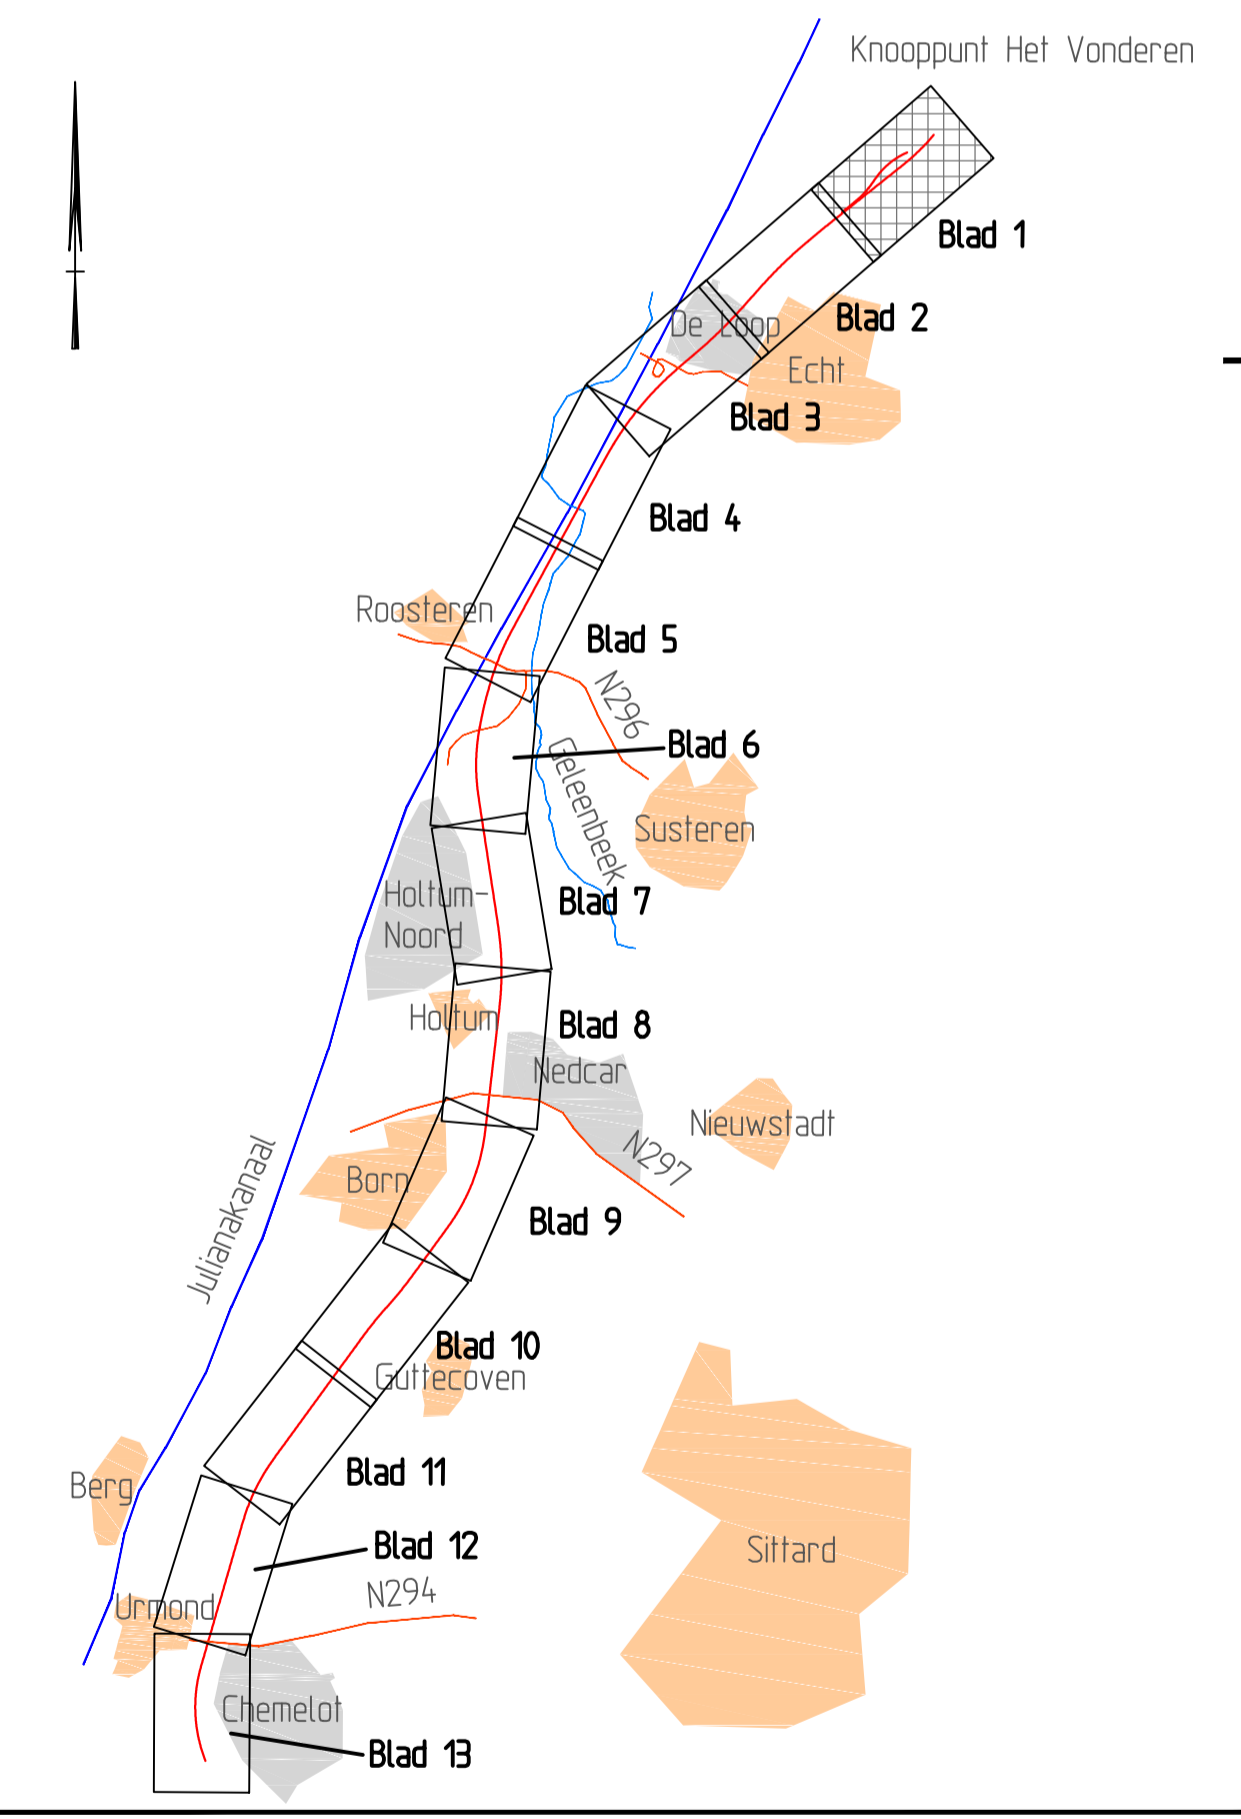 Knooppunt Het Vonderen
Blad 1
Blad 2
De Loop
Echt
Blad 3
Blad 4
Roosteren
Blad 5
N296
Blad 6
Geleenbeek
Susteren
Holtum-
Noord
Blad 7
Holtum
Blad 8
Nedcar
Nieuwstadt
N297
Born
Julianakanaal
Blad 9
Blad 10
Guttecoven
Blad 11
Berg
Blad 12
Sittard
N294
Urmond
Chemelot
Blad 13